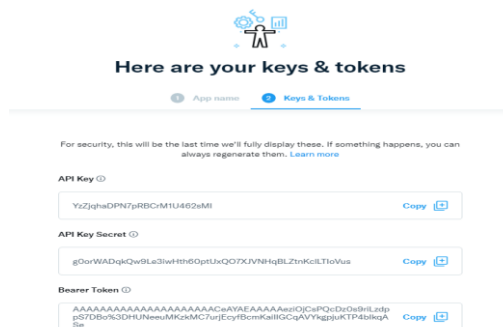 Here are your keys & tokens
1 App name 2 Keys & Tokens
For security, this will be the last time we'll fully display these. If something happens, you can
always regenerate them. Learn more
API Key
Copy
API Key Secret
Copy
Bearer Token
Copy